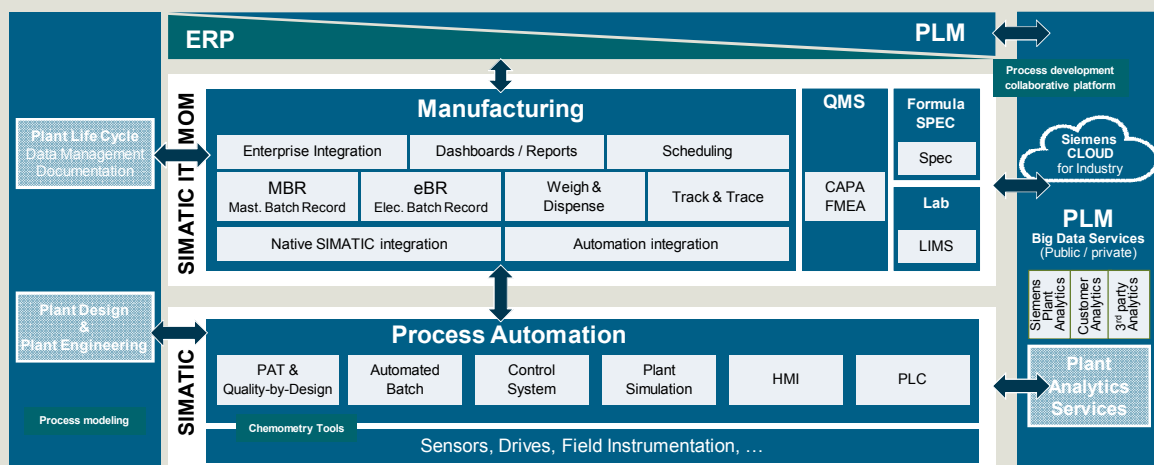 ERP
PLM
Process development
collaborative platform
Plant Life Cycle
Data Management
Documentation
SIMATIC IT MOM
Manufacturing
Enterprise Integration
Dashboards / Reports
Scheduling
MBR
Mast. Batch Record
eBR
Elec. Batch Record
Weigh &
Dispense
Track & Trace
Native SIMATIC integration
Automation integration
QMS
CAPA
FMEA
Formula
SPEC
Spec
Lab
LIMS
Siemens
CLOUD
for Industry
PLM
Big Data Services
(Public / private)
Siemens
Plant
Analytics
Customer
Analytics
3rd party
Analytics
Plant
Analytics
Services
Plant Design
&
Plant Engineering
Process modeling
SIMATIC
Process Automation
PAT &
Quality-by-Design
Automated
Batch
Control
System
Plant
Simulation
HMI
PLC
Chemometry Tools
Sensors, Drives, Field Instrumentation, …